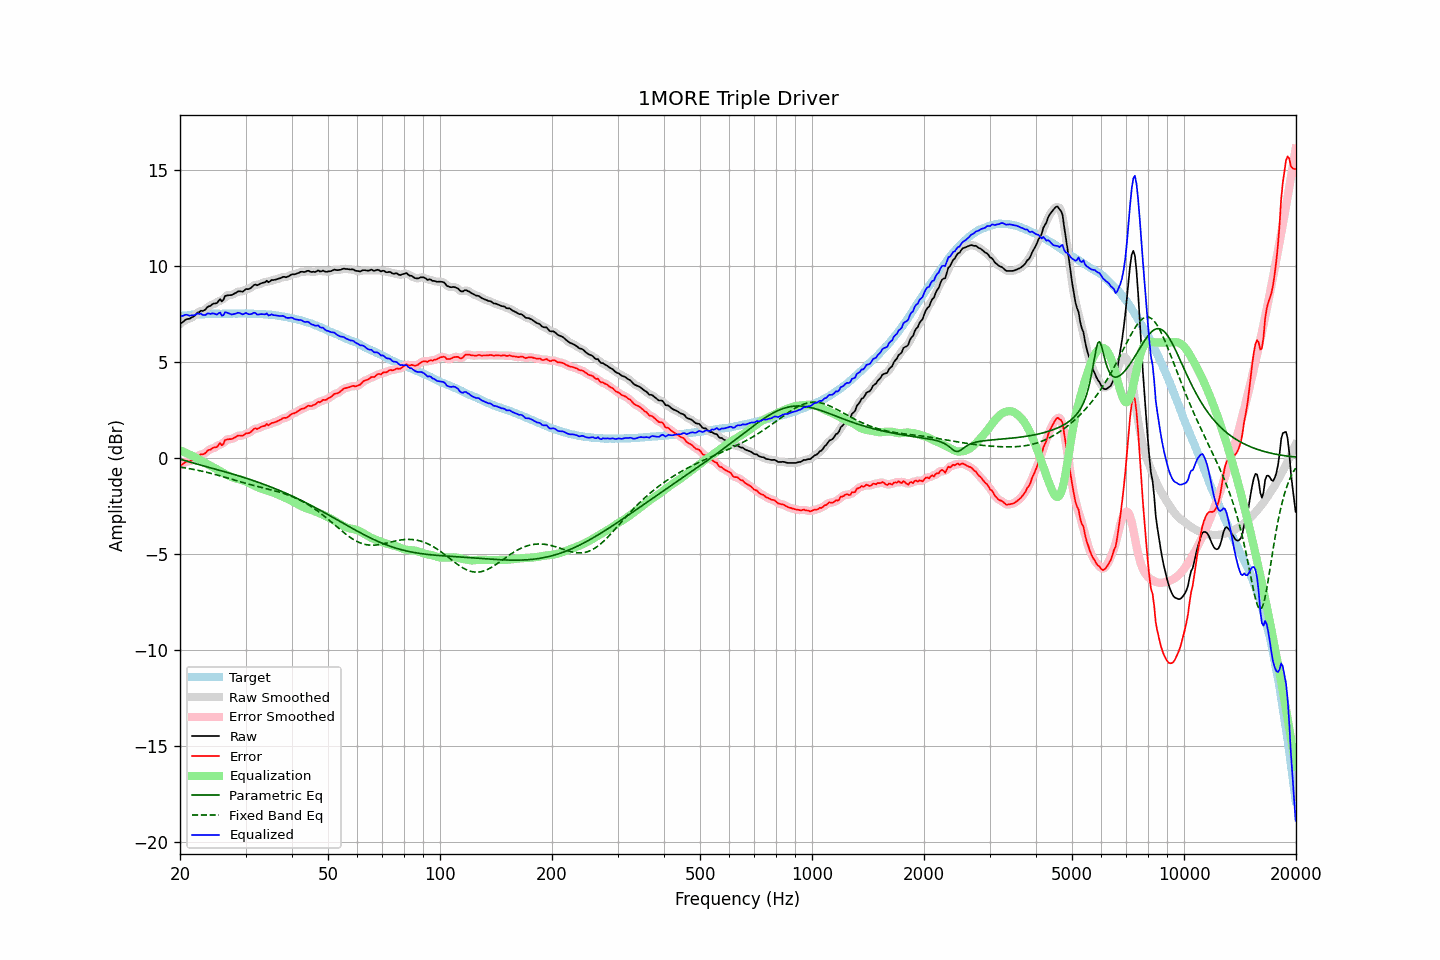 1MORE Triple Driver
Amplitude (dBr)
15
10
5
0
−5
−10
−15
−20
Target
Raw Smoothed
Error Smoothed
Raw
Error
Equalization
Parametric Eq
Fixed Band Eq
Equalized
20 50 100 200 500 1000 2000 5000 10000 20000
Frequency (Hz)